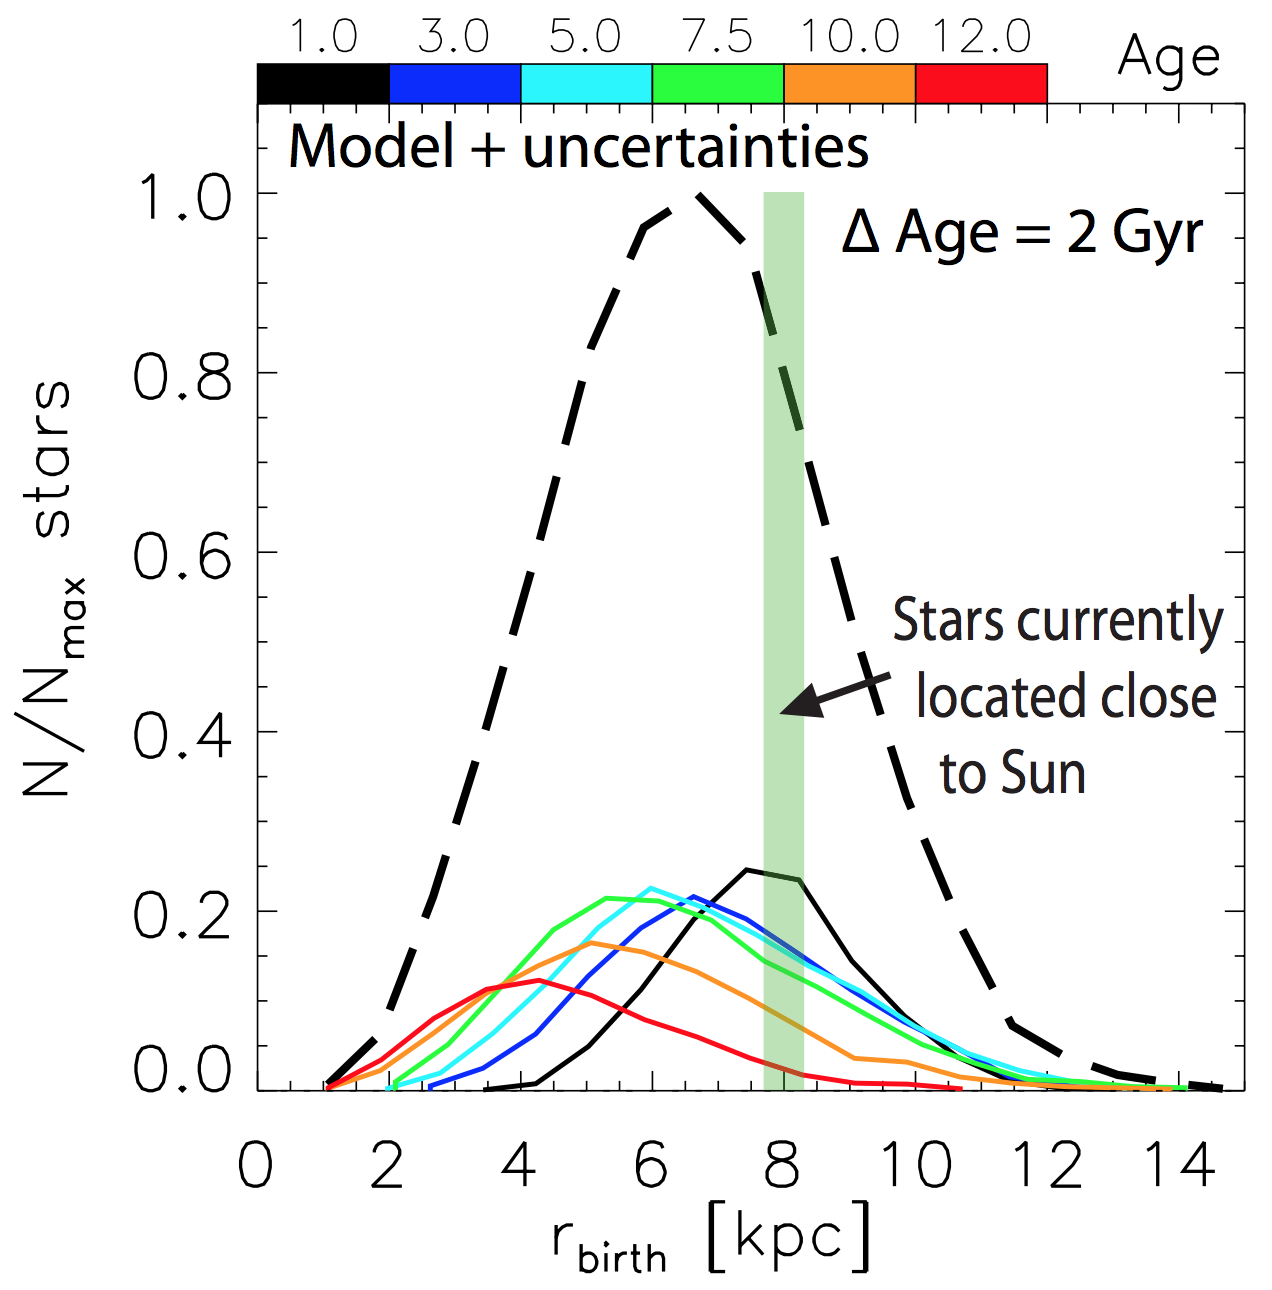 1.0 3.0 5.0 7.5 10.0 12.0 Age
Model + uncertainties
Δ Age = 2 Gyr
1.0
0.8
0.6
0.4
0.2
0.0
N/Nmax stars
Stars currently
located close
to Sun
0 2 4 6 8 10 12 14
rbirth [kpc]